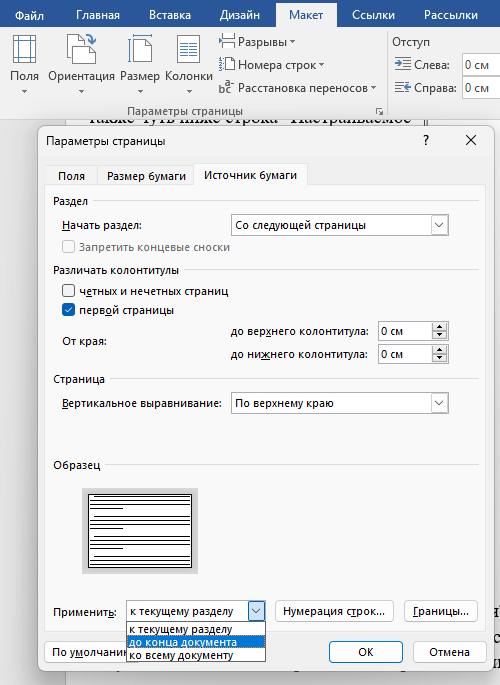 Файл Главная Вставка Дизайн Макет Ссылки Рассылки
Поля Ориентация Размер Колонки
Разрывы
Номера строк
Расстановка переносов
Отступ
Слева: 0 см
Справа: 0 см
Параметры страницы
также чуть ниже строка "Настраиваемое
Параметры страницы ? ×
Поля Размер бумаги Источник бумаги
Раздел
Начать раздел: Со следующей страницы
Запретить концевые сноски
Различать колонтитулы
четных и нечетных страниц
первой страницы
От края:
до верхнего колонтитула: 0 см
до нижнего колонтитула: 0 см
Страница
Вертикальное выравнивание: По верхнему краю
Образец
Применить: к текущему разделу Нумерация строк... Границы...
к текущему разделу
до конца документа
ко всему документу
По умолчани ОК Отмена